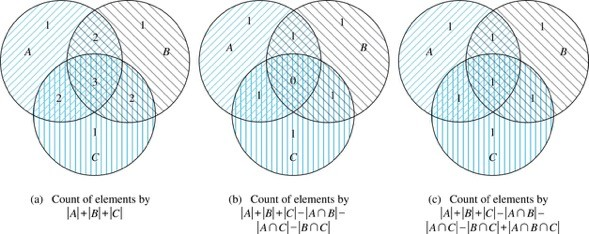 1
1
A
2
B
3
2
2
1
C
(a) Count of elements by
|A|+|B|+|C|
1
1
A
1
B
0
1
1
1
C
(b) Count of elements by
|A|+|B|+|C|−|A∩B|−
|A∩C|−|B∩C|
1
1
A
1
B
1
1
1
1
C
(c) Count of elements by
|A|+|B|+|C|−|A∩B|−
|A∩C|−|B∩C|+|A∩B∩C|